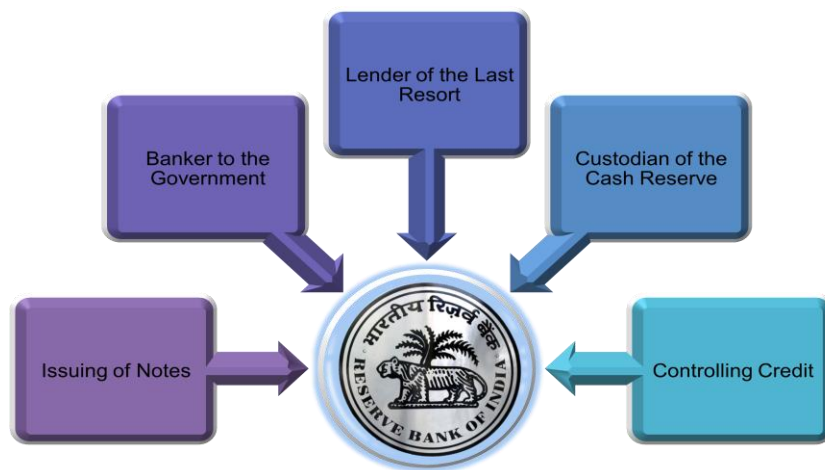 Lender of the Last
Resort
Banker to the
Government
Custodian of the
Cash Reserve
Issuing of Notes
Controlling Credit
भारतीय रिज़र्व बैंक
RESERVE BANK OF INDIA